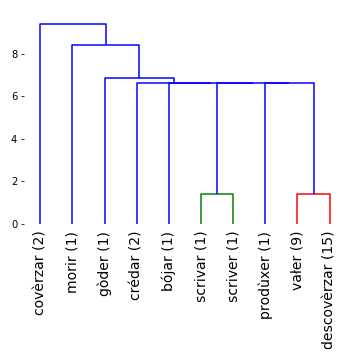 8
6
4
2
0
covèrzar (2)
morir (1)
gòder (1)
crédar (2)
bójar (1)
scrivar (1)
scriver (1)
prodùxer (1)
vałer (9)
descovèrzar (15)